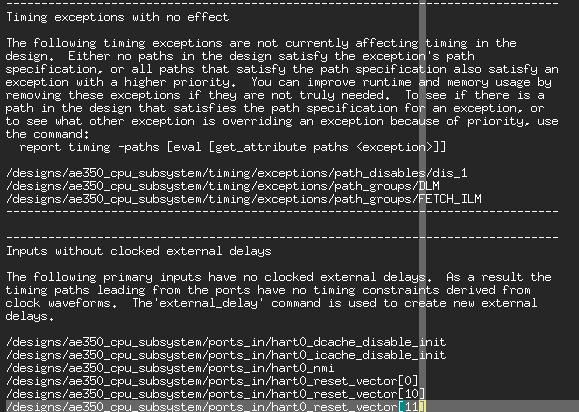 -------------------------------------------------------------------------------
Timing exceptions with no effect
The following timing exceptions are not currently affecting timing in the
design.  Either no paths in the design satisfy the exception's path
specification, or all paths that satisfy the path specification also satisfy an
exception with a higher priority.  You can improve runtime and memory usage by
removing these exceptions if they are not truly needed.  To see if there is a
path in the design that satisfies the path specification for an exception, or
to see what other exception is overriding an exception because of priority, use
the command:
  report timing -paths [eval [get_attribute paths <exception>]]
/designs/ae350_cpu_subsystem/timing/exceptions/path_disables/dis_1
/designs/ae350_cpu_subsystem/timing/exceptions/path_groups/DLM
/designs/ae350_cpu_subsystem/timing/exceptions/path_groups/FETCH_ILM
-------------------------------------------------------------------------------
-------------------------------------------------------------------------------
Inputs without clocked external delays
The following primary inputs have no clocked external delays.  As a result the
timing paths leading from the ports have no timing constraints derived from
clock waveforms.  The'external_delay' command is used to create new external
delays.
/designs/ae350_cpu_subsystem/ports_in/hart0_dcache_disable_init
/designs/ae350_cpu_subsystem/ports_in/hart0_icache_disable_init
/designs/ae350_cpu_subsystem/ports_in/hart0_nmi
/designs/ae350_cpu_subsystem/ports_in/hart0_reset_vector[0]
/designs/ae350_cpu_subsystem/ports_in/hart0_reset_vector[10]
/designs/ae350_cpu_subsystem/ports_in/hart0_reset_vector[11]